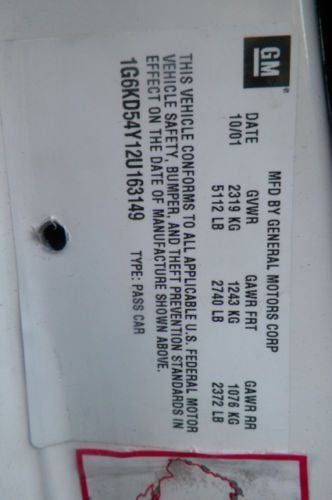 GM
MFD BY GENERAL MOTORS CORP
DATE GVWR GAWR FRT GAWR RR
10/01 2319 KG 1243 KG 1076 KG
5112 LB 2740 LB 2372 LB
THIS VEHICLE CONFORMS TO ALL APPLICABLE U.S. FEDERAL MOTOR
VEHICLE SAFETY, BUMPER, AND THEFT PREVENTION STANDARDS IN
EFFECT ON THE DATE OF MANUFACTURE SHOWN ABOVE.
1G6KD54Y12U163149 TYPE: PASS CAR